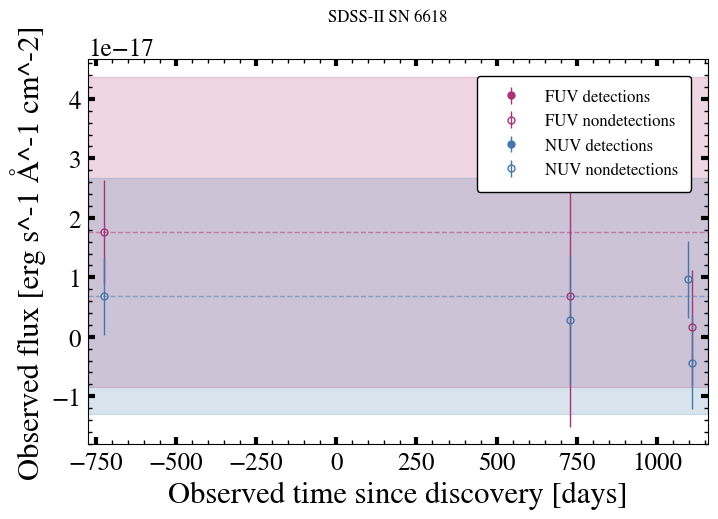 SDSS-II SN 6618
1e−17
FUV detections
FUV nondetections
NUV detections
NUV nondetections
4
3
2
1
0
−1
Observed flux [erg s^-1 Å^-1 cm^-2]
−750 −500 −250 0 250 500 750 1000
Observed time since discovery [days]